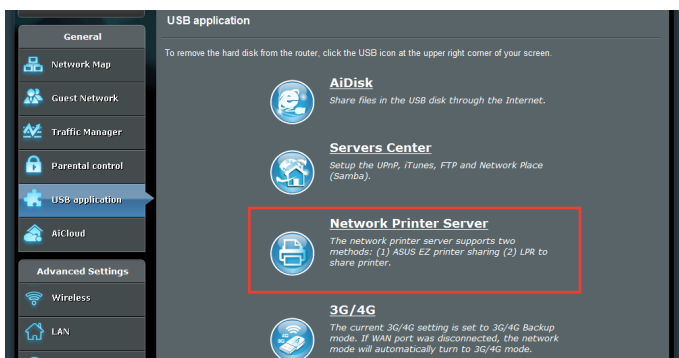 USB application
General
To remove the hard disk from the router, click the USB icon at the upper right corner of your screen.
Network Map
Guest Network
Traffic Manager
Parental control
USB application
AiCloud
Advanced Settings
Wireless
LAN
AiDisk
Share files in the USB disk through the Internet.
Servers Center
Setup the UPnP, iTunes, FTP and Network Place
(Samba).
Network Printer Server
The network printer server supports two
methods: (1) ASUS EZ printer sharing (2) LPR to
share printer.
3G/4G
The current 3G/4G setting is set to 3G/4G Backup
mode. If WAN port was disconnected, the network
mode will automatically turn to 3G/4G mode.